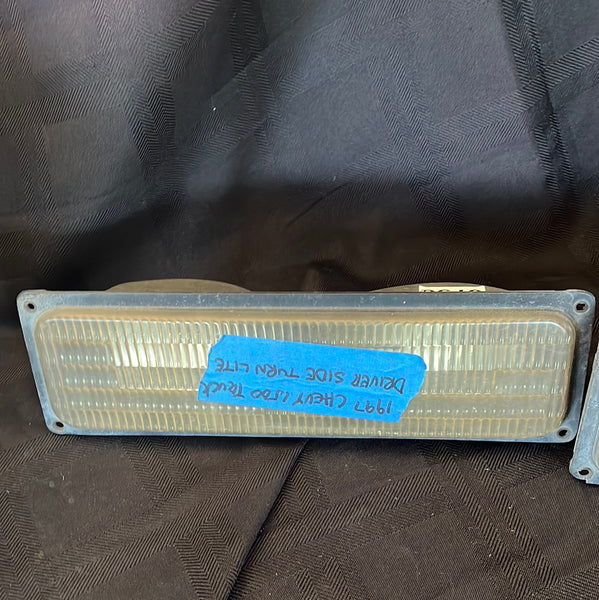 1997 CHEVY 1500 TRUCK
DRIVER SIDE TURN LITE